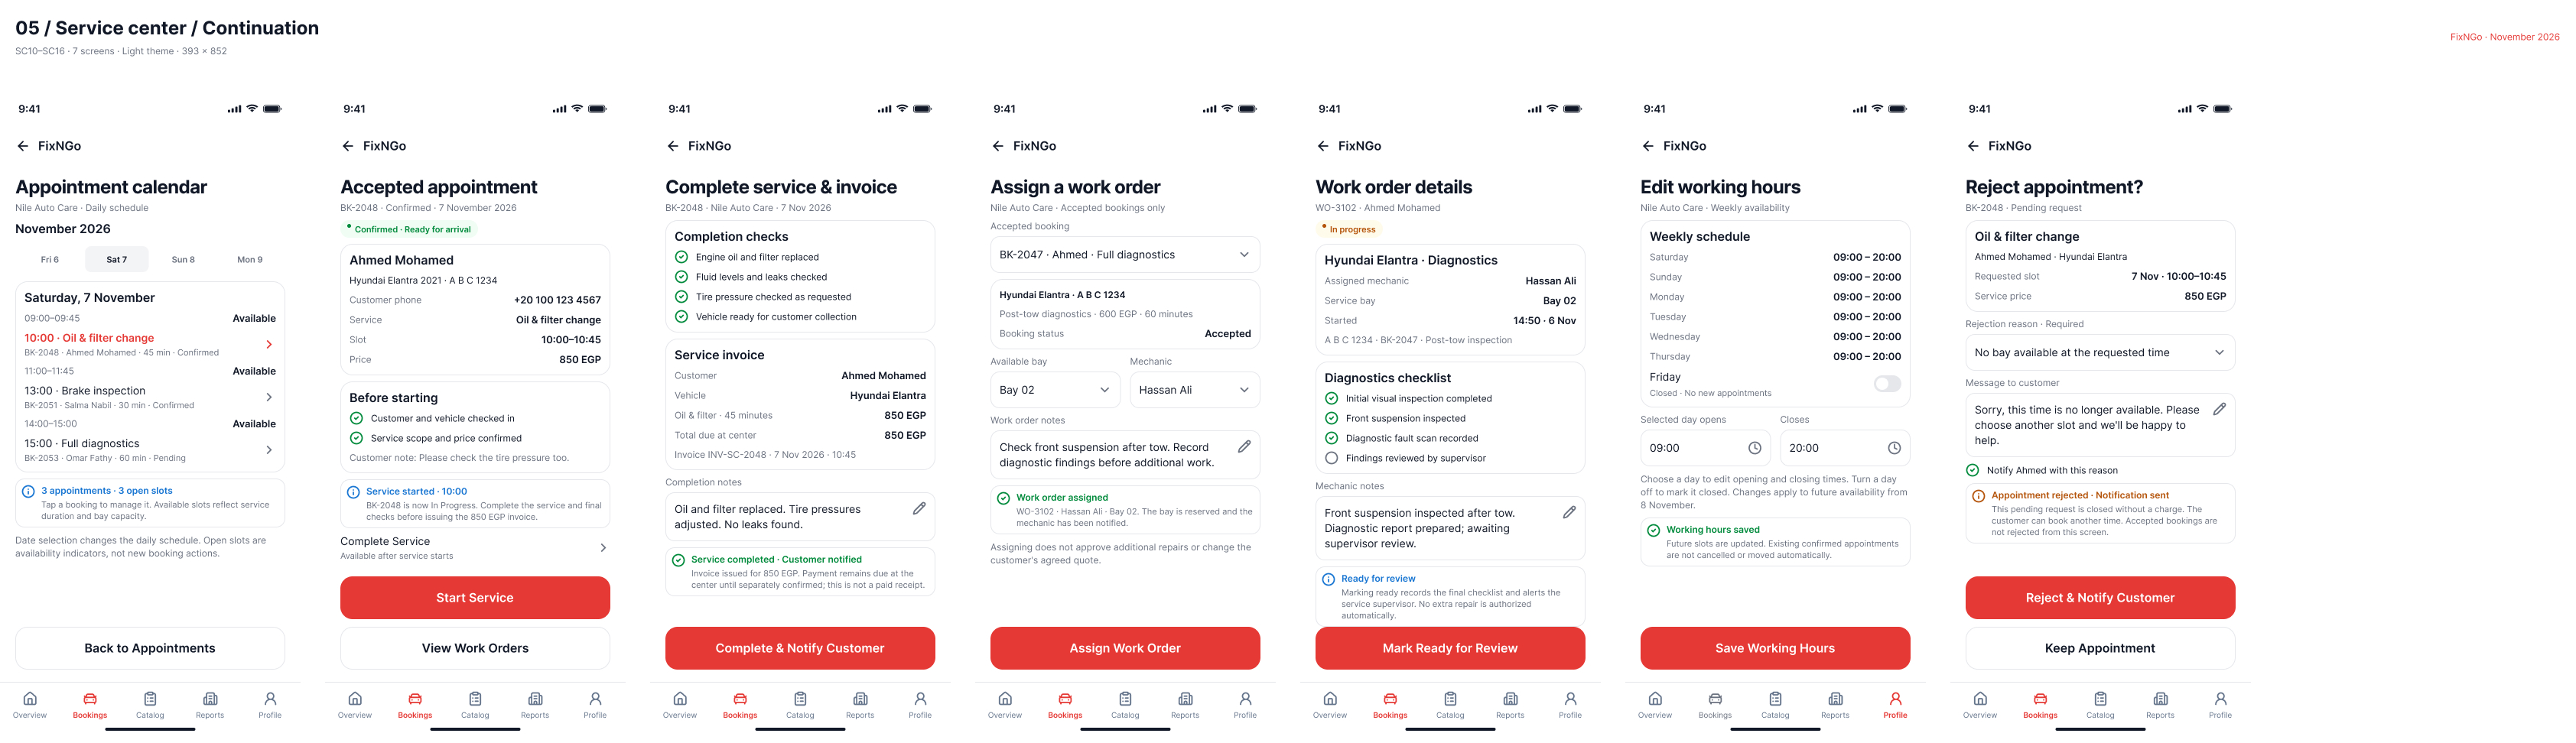 05 / Service center / Continuation
SC10–SC16 · 7 screens · Light theme · 393 × 852
FixNGo · November 2026
9:41
FixNGo
Appointment calendar
Nile Auto Care · Daily schedule
November 2026
Fri 6
Sat 7
Sun 8
Mon 9
Saturday, 7 November
09:00–09:45 Available
10:00 · Oil & filter change
BK-2048 · Ahmed Mohamed · 45 min · Confirmed
11:00–11:45 Available
13:00 · Brake inspection
BK-2051 · Salma Nabil · 30 min · Confirmed
14:00–15:00 Available
15:00 · Full diagnostics
BK-2053 · Omar Fathy · 60 min · Pending
3 appointments · 3 open slots
Tap a booking to manage it. Available slots reflect service
duration and bay capacity.
Date selection changes the daily schedule. Open slots are
availability indicators, not new booking actions.
Back to Appointments
Overview
Bookings
Catalog
Reports
Profile
9:41
FixNGo
Accepted appointment
BK-2048 · Confirmed · 7 November 2026
Confirmed · Ready for arrival
Ahmed Mohamed
Hyundai Elantra 2021 · A B C 1234
Customer phone +20 100 123 4567
Service Oil & filter change
Slot 10:00–10:45
Price 850 EGP
Before starting
Customer and vehicle checked in
Service scope and price confirmed
Customer note: Please check the tire pressure too.
Service started · 10:00
BK-2048 is now In Progress. Complete the service and final
checks before issuing the 850 EGP invoice.
Complete Service
Available after service starts
Start Service
View Work Orders
Overview
Bookings
Catalog
Reports
Profile
9:41
FixNGo
Complete service & invoice
BK-2048 · Nile Auto Care · 7 Nov 2026
Completion checks
Engine oil and filter replaced
Fluid levels and leaks checked
Tire pressure checked as requested
Vehicle ready for customer collection
Service invoice
Customer Ahmed Mohamed
Vehicle Hyundai Elantra
Oil & filter · 45 minutes 850 EGP
Total due at center 850 EGP
Invoice INV-SC-2048 · 7 Nov 2026 · 10:45
Completion notes
Oil and filter replaced. Tire pressures
adjusted. No leaks found.
Service completed · Customer notified
Invoice issued for 850 EGP. Payment remains due at the
center until separately confirmed; this is not a paid receipt.
Complete & Notify Customer
Overview
Bookings
Catalog
Reports
Profile
9:41
FixNGo
Assign a work order
Nile Auto Care · Accepted bookings only
Accepted booking
BK-2047 · Ahmed · Full diagnostics
Hyundai Elantra · A B C 1234
Post-tow diagnostics · 600 EGP · 60 minutes
Booking status Accepted
Available bay
Mechanic
Bay 02
Hassan Ali
Work order notes
Check front suspension after tow. Record
diagnostic findings before additional work.
Work order assigned
WO-3102 · Hassan Ali · Bay 02. The bay is reserved and the
mechanic has been notified.
Assigning does not approve additional repairs or change the
customer's agreed quote.
Assign Work Order
Overview
Bookings
Catalog
Reports
Profile
9:41
FixNGo
Work order details
WO-3102 · Ahmed Mohamed
In progress
Hyundai Elantra · Diagnostics
Assigned mechanic Hassan Ali
Service bay Bay 02
Started 14:50 · 6 Nov
A B C 1234 · BK-2047 · Post-tow inspection
Diagnostics checklist
Initial visual inspection completed
Front suspension inspected
Diagnostic fault scan recorded
Findings reviewed by supervisor
Mechanic notes
Front suspension inspected after tow.
Diagnostic report prepared; awaiting
supervisor review.
Ready for review
Marking ready records the final checklist and alerts the
service supervisor. No extra repair is authorized
automatically.
Mark Ready for Review
Overview
Bookings
Catalog
Reports
Profile
9:41
FixNGo
Edit working hours
Nile Auto Care · Weekly availability
Weekly schedule
Saturday 09:00 – 20:00
Sunday 09:00 – 20:00
Monday 09:00 – 20:00
Tuesday 09:00 – 20:00
Wednesday 09:00 – 20:00
Thursday 09:00 – 20:00
Friday
Closed · No new appointments
Selected day opens
Closes
09:00
20:00
Choose a day to edit opening and closing times. Turn a day
off to mark it closed. Changes apply to future availability from
8 November.
Working hours saved
Future slots are updated. Existing confirmed appointments
are not cancelled or moved automatically.
Save Working Hours
Overview
Bookings
Catalog
Reports
Profile
9:41
FixNGo
Reject appointment?
BK-2048 · Pending request
Oil & filter change
Ahmed Mohamed · Hyundai Elantra
Requested slot 7 Nov · 10:00–10:45
Service price 850 EGP
Rejection reason · Required
No bay available at the requested time
Message to customer
Sorry, this time is no longer available. Please
choose another slot and we'll be happy to
help.
Notify Ahmed with this reason
Appointment rejected · Notification sent
This pending request is closed without a charge. The
customer can book another time. Accepted bookings are
not rejected from this screen.
Reject & Notify Customer
Keep Appointment
Overview
Bookings
Catalog
Reports
Profile